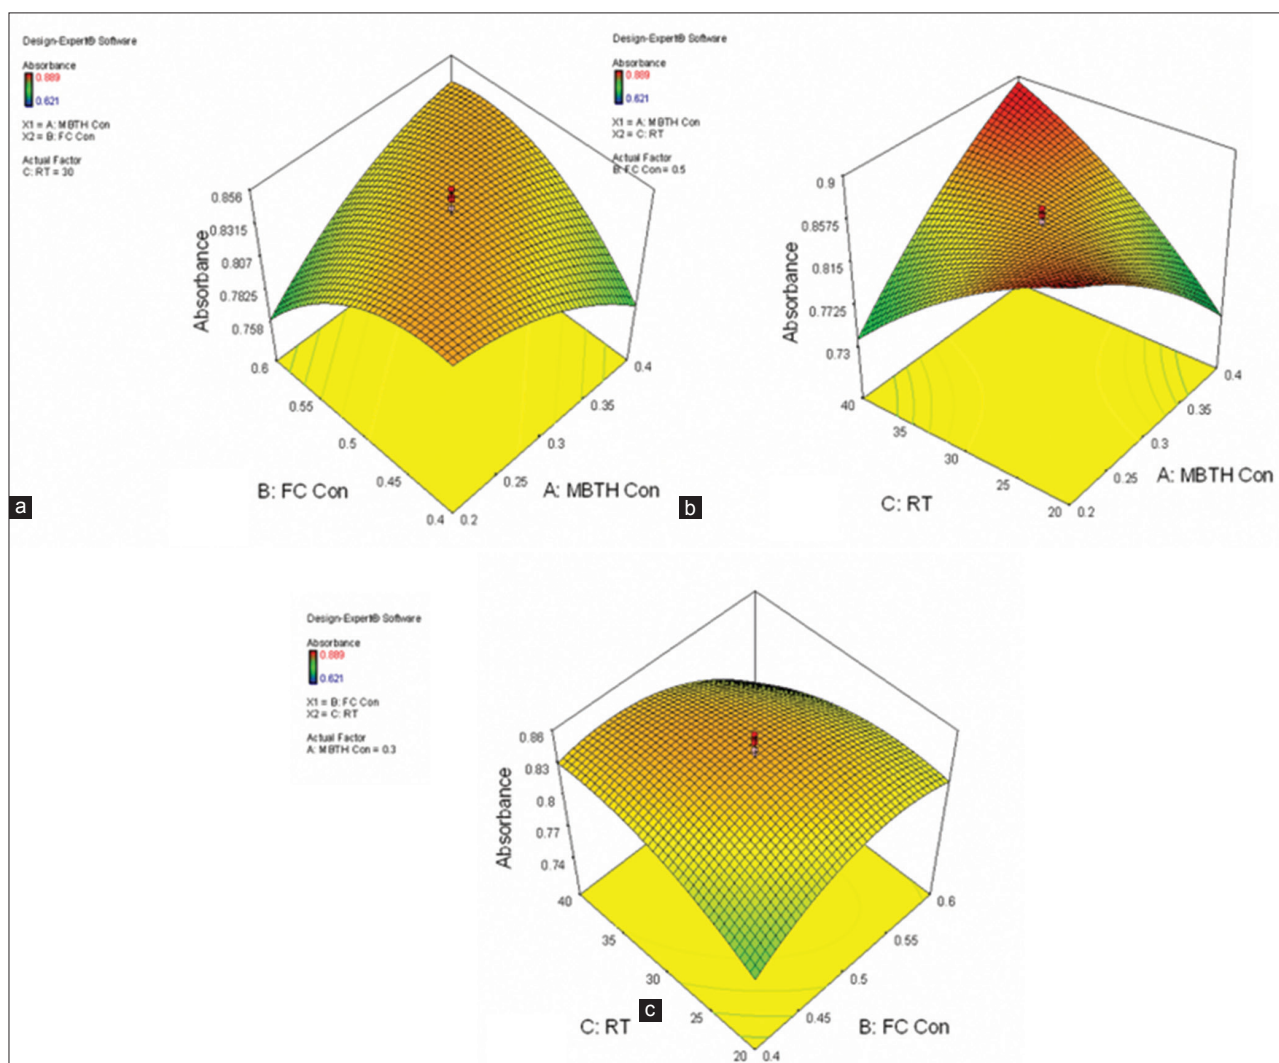 Design-Expert® Software
Absorbance
0.889
0.621
X1 = A: MBTH Con
X2 = B: FC Con
Actual Factor
C: RT = 30
0.856
0.8315
0.807
0.7825
0.758
Absorbance
0.6
0.55
0.5
0.45
0.4
0.2
0.25
0.3
0.35
0.4
B: FC Con
A: MBTH Con
a
Design-Expert® Software
Absorbance
0.889
0.621
X1 = A: MBTH Con
X2 = C: RT
Actual Factor
B: FC Con = 0.5
0.9
0.8575
0.815
0.7725
0.73
Absorbance
40
35
30
25
20
0.2
0.25
0.3
0.35
0.4
C: RT
A: MBTH Con
b
Design-Expert® Software
Absorbance
0.889
0.621
X1 = B: FC Con
X2 = C: RT
Actual Factor
A: MBTH Con = 0.3
0.86
0.83
0.8
0.77
0.74
Absorbance
40
35
30
25
20
0.4
0.45
0.5
0.55
0.6
C: RT
B: FC Con
c